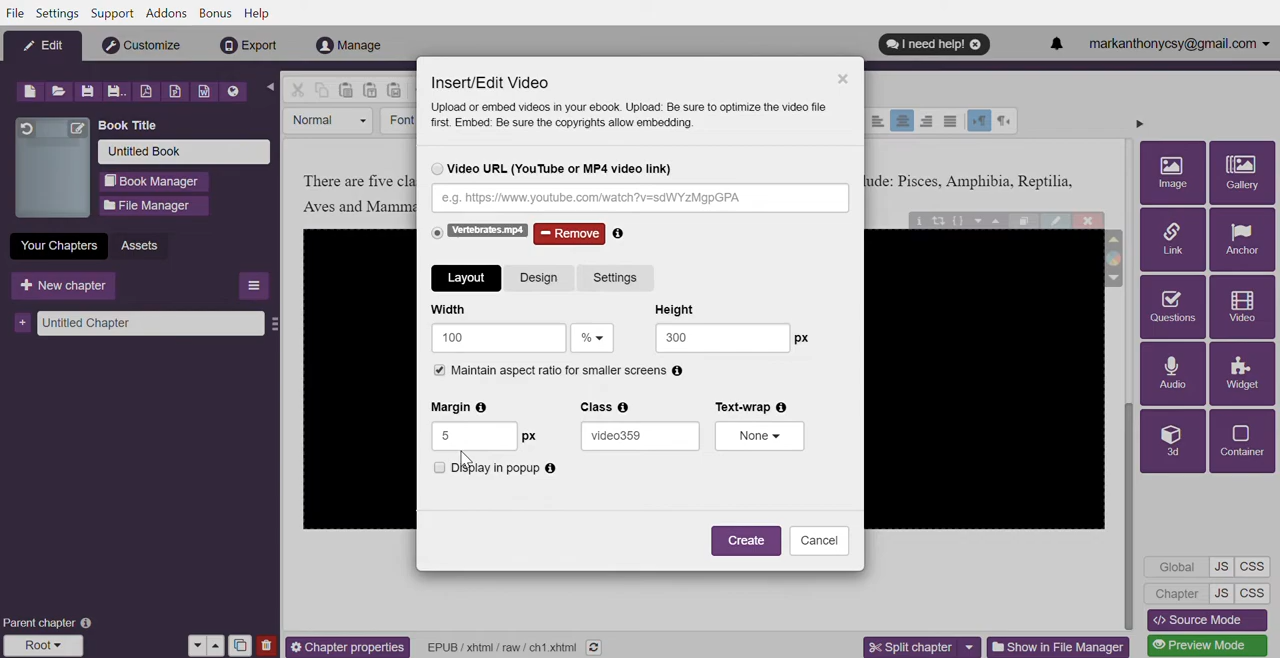 File Settings Support Addons Bonus Help
Edit Customize Export Manage I need help! markanthonycsy@gmail.com
Book Title
Untitled Book
Book Manager
File Manager
Your Chapters Assets
+ New chapter
+ Untitled Chapter
Parent chapter
Root
Normal Font
There are five cla
lude: Pisces, Amphibia, Reptilia,
Aves and Mamma
Insert/Edit Video
Upload or embed videos in your ebook. Upload: Be sure to optimize the video file
first. Embed: Be sure the copyrights allow embedding.
Video URL (YouTube or MP4 video link)
e.g. https://www.youtube.com/watch?v=sdWYzMgpGPA
Vertebrates.mp4 Remove
Layout Design Settings
Width Height
100 % 300 px
Maintain aspect ratio for smaller screens
Margin Class Text-wrap
5 px video359 None
Display in popup
Create Cancel
Image Gallery
Link Anchor
Questions Video
Audio Widget
3d Container
Global JS CSS
Chapter JS CSS
</> Source Mode
Preview Mode
Chapter properties EPUB / xhtml / raw / ch1.xhtml Split chapter Show in File Manager